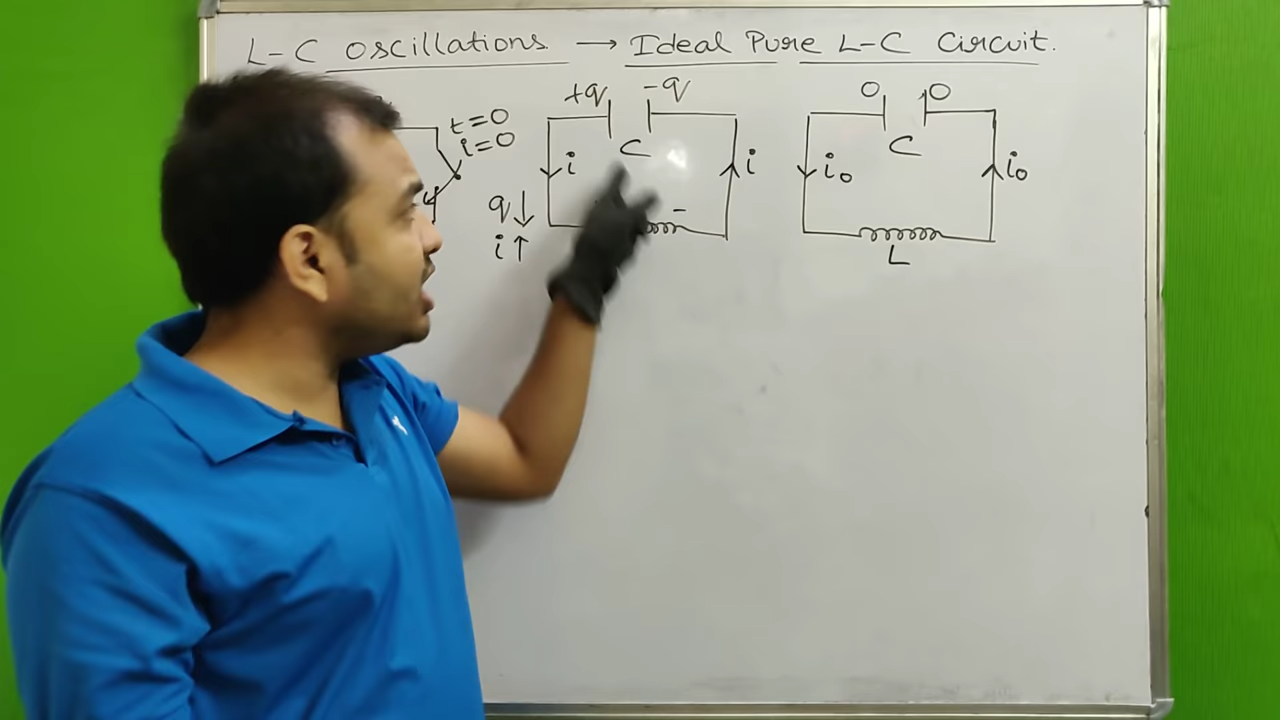 L-C Oscillations → Ideal Pure L-C Circuit.
t=0
i=0
+q -q
C
i i
q↓
i↑
-
0 0
C
i₀ i₀
L